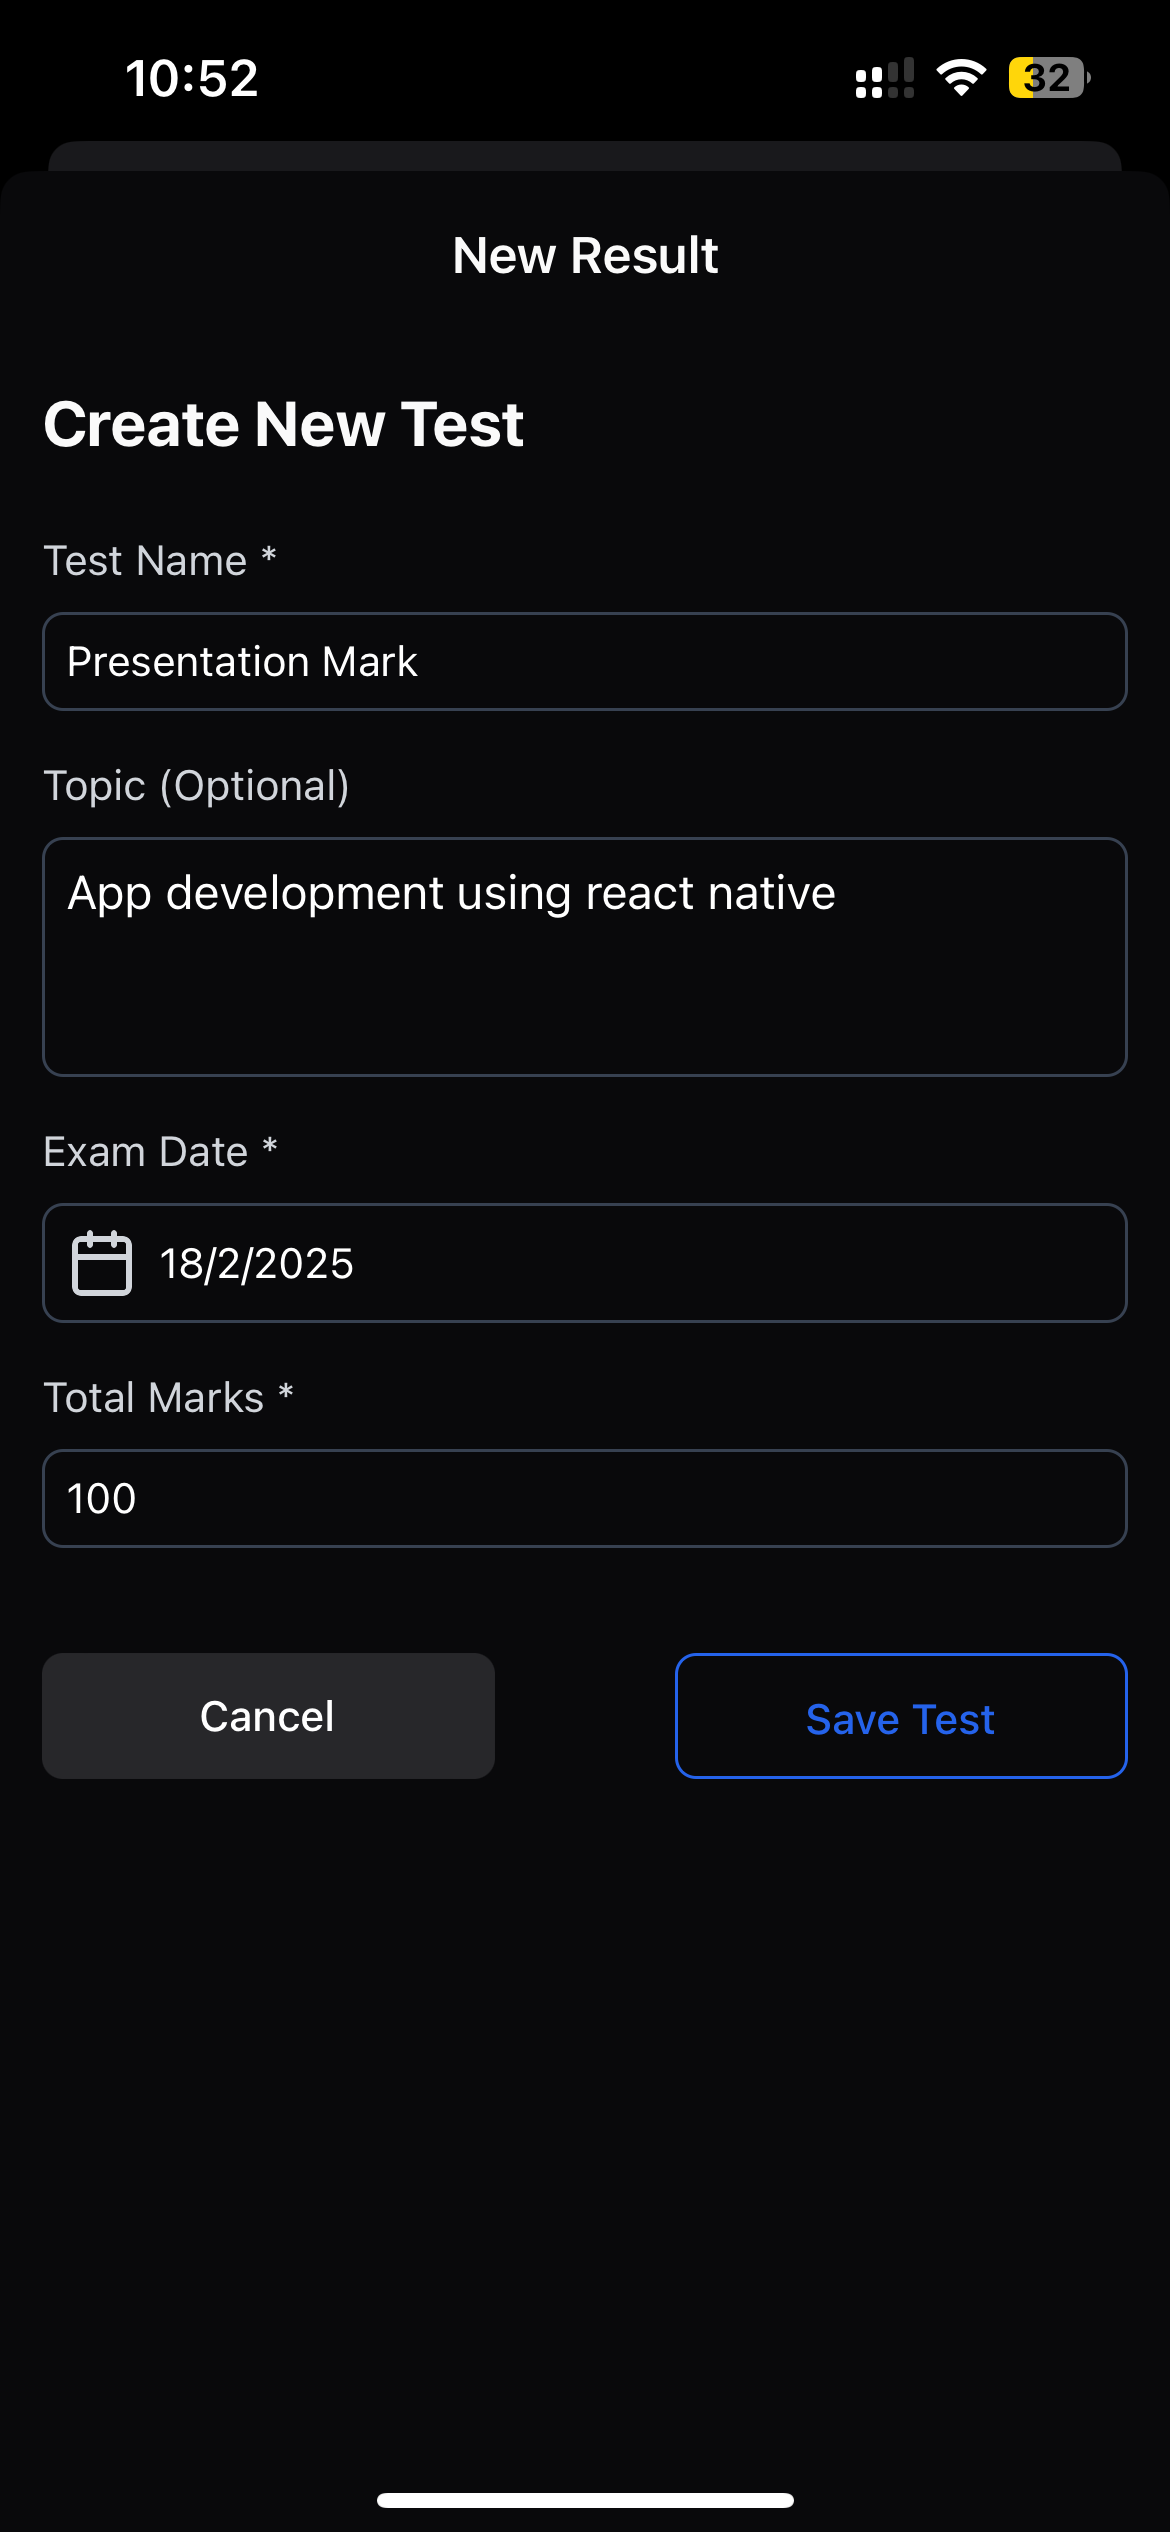 10:52
32
New Result
Create New Test
Test Name *
Presentation Mark
Topic (Optional)
App development using react native
Exam Date *
18/2/2025
Total Marks *
100
Cancel
Save Test